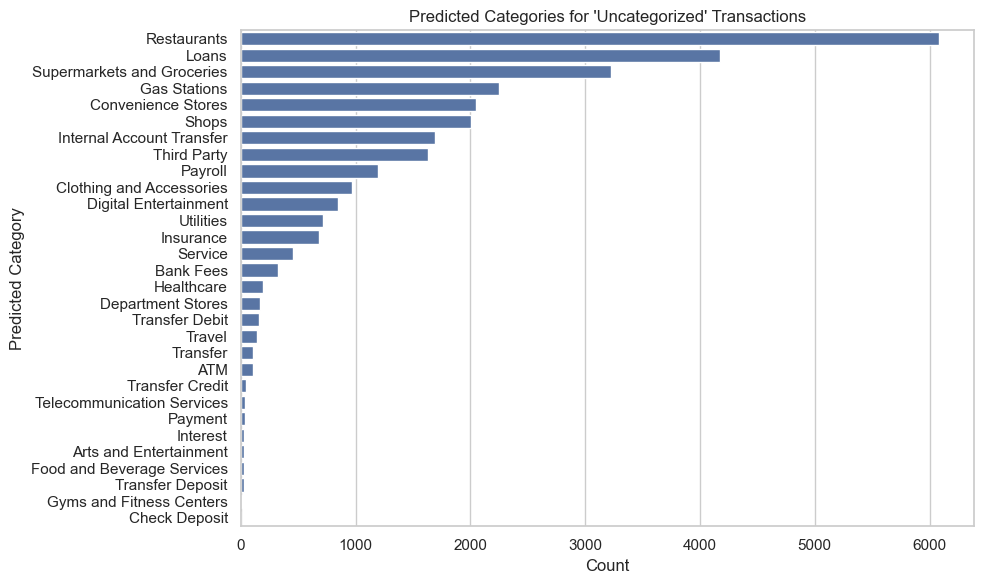 Predicted Categories for 'Uncategorized' Transactions
Predicted Category
Restaurants
Loans
Supermarkets and Groceries
Gas Stations
Convenience Stores
Shops
Internal Account Transfer
Third Party
Payroll
Clothing and Accessories
Digital Entertainment
Utilities
Insurance
Service
Bank Fees
Healthcare
Department Stores
Transfer Debit
Travel
Transfer
ATM
Transfer Credit
Telecommunication Services
Payment
Interest
Arts and Entertainment
Food and Beverage Services
Transfer Deposit
Gyms and Fitness Centers
Check Deposit
0 1000 2000 3000 4000 5000 6000
Count